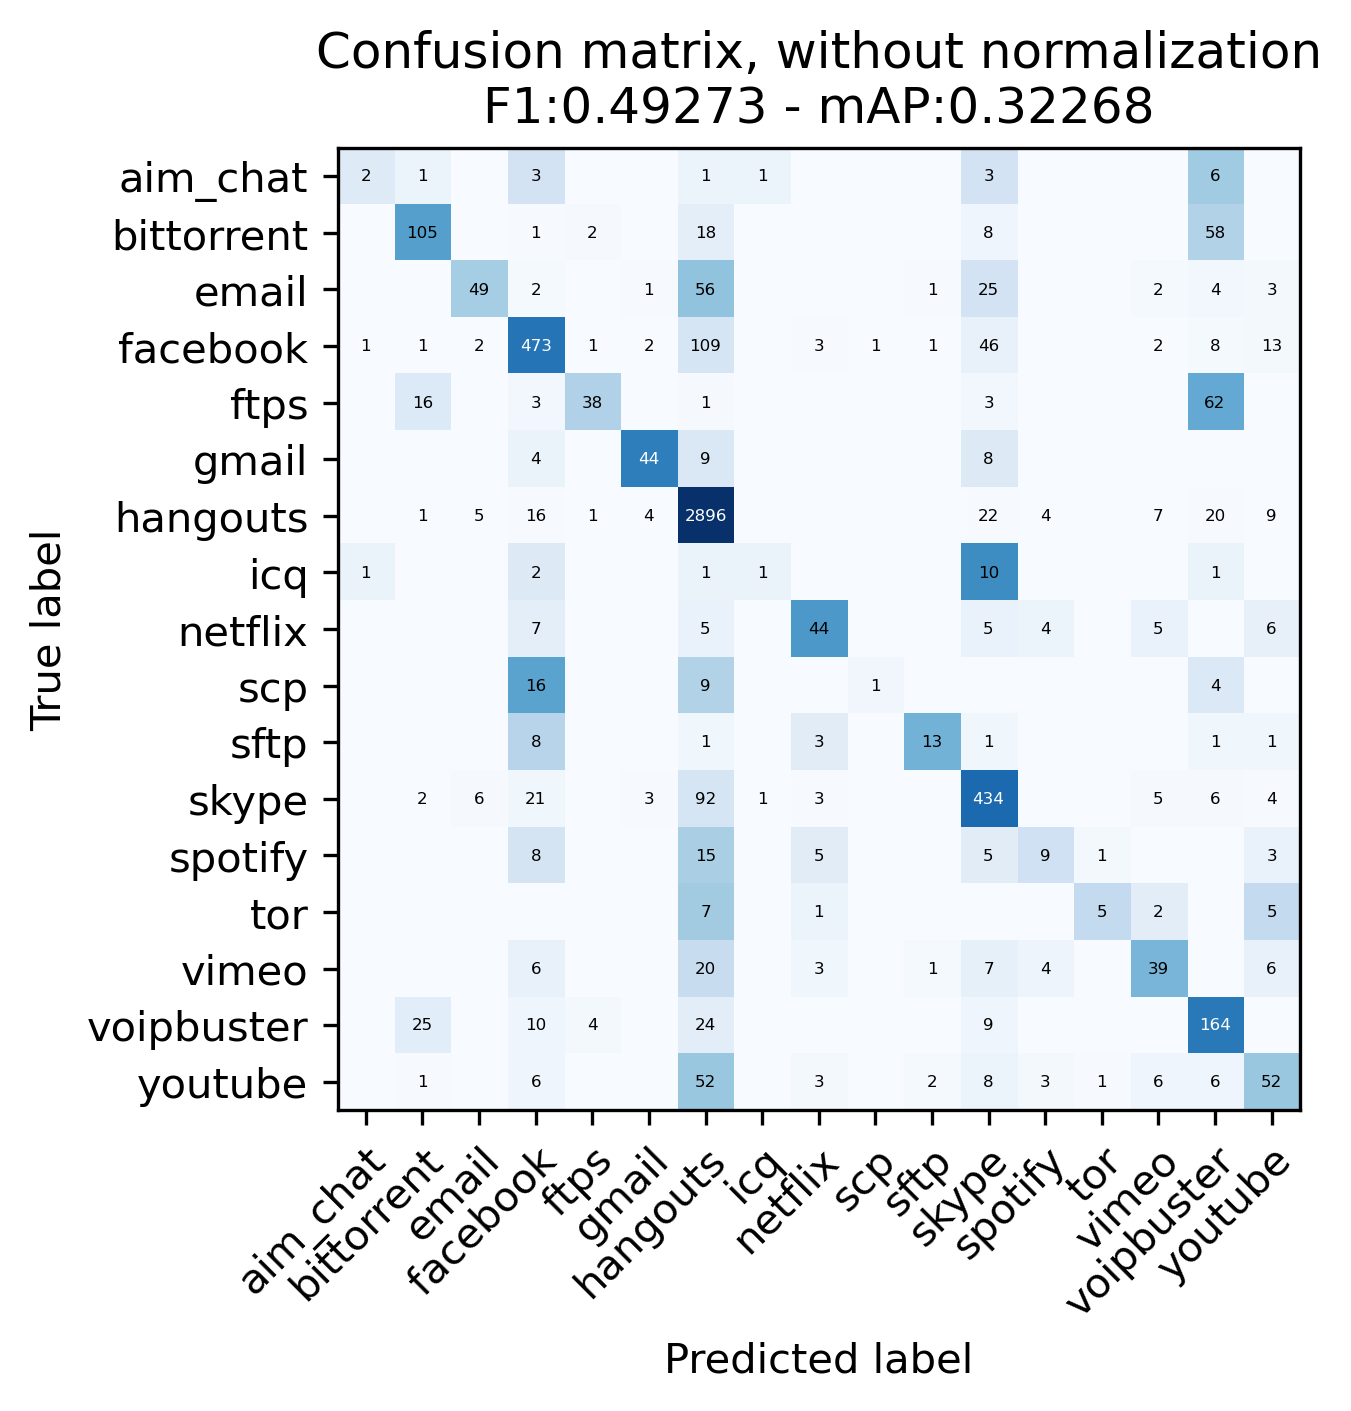 Confusion matrix, without normalization
F1:0.49273 - mAP:0.32268
True label
aim_chat 2 1 3 1 1 3 6
bittorrent 105 1 2 18 8 58
email 49 2 1 56 1 25 2 4 3
facebook 1 1 2 473 1 2 109 3 1 1 46 2 8 13
ftps 16 3 38 1 3 62
gmail 4 44 9 8
hangouts 1 5 16 1 4 2896 22 4 7 20 9
icq 1 2 1 1 10 1
netflix 7 5 44 5 4 5 6
scp 16 9 1 4
sftp 8 1 3 13 1 1 1
skype 2 6 21 3 92 1 3 434 5 6 4
spotify 8 15 5 5 9 1 3
tor 7 1 5 2 5
vimeo 6 20 3 1 7 4 39 6
voipbuster 25 10 4 24 9 164
youtube 1 6 52 3 2 8 3 1 6 6 52
aim_chat bittorrent email facebook ftps gmail hangouts icq netflix scp sftp skype spotify tor vimeo voipbuster youtube
Predicted label